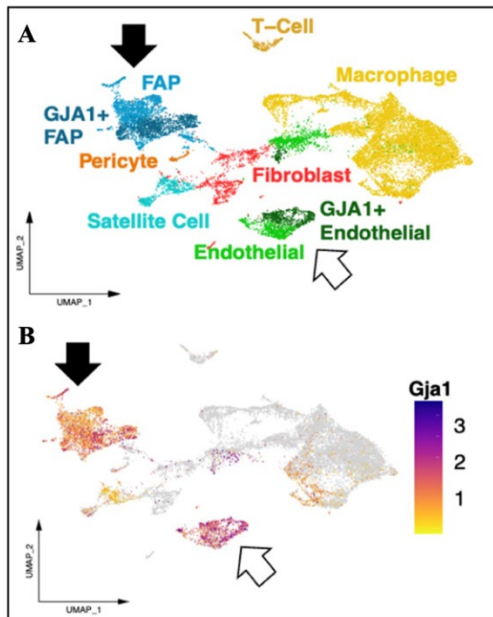 A
T-Cell
FAP
Macrophage
GJA1+
FAP
Pericyte
Fibroblast
Satellite Cell
GJA1+
Endothelial
Endothelial
UMAP_2
UMAP_1
B
Gja1
3
2
1
UMAP_2
UMAP_1